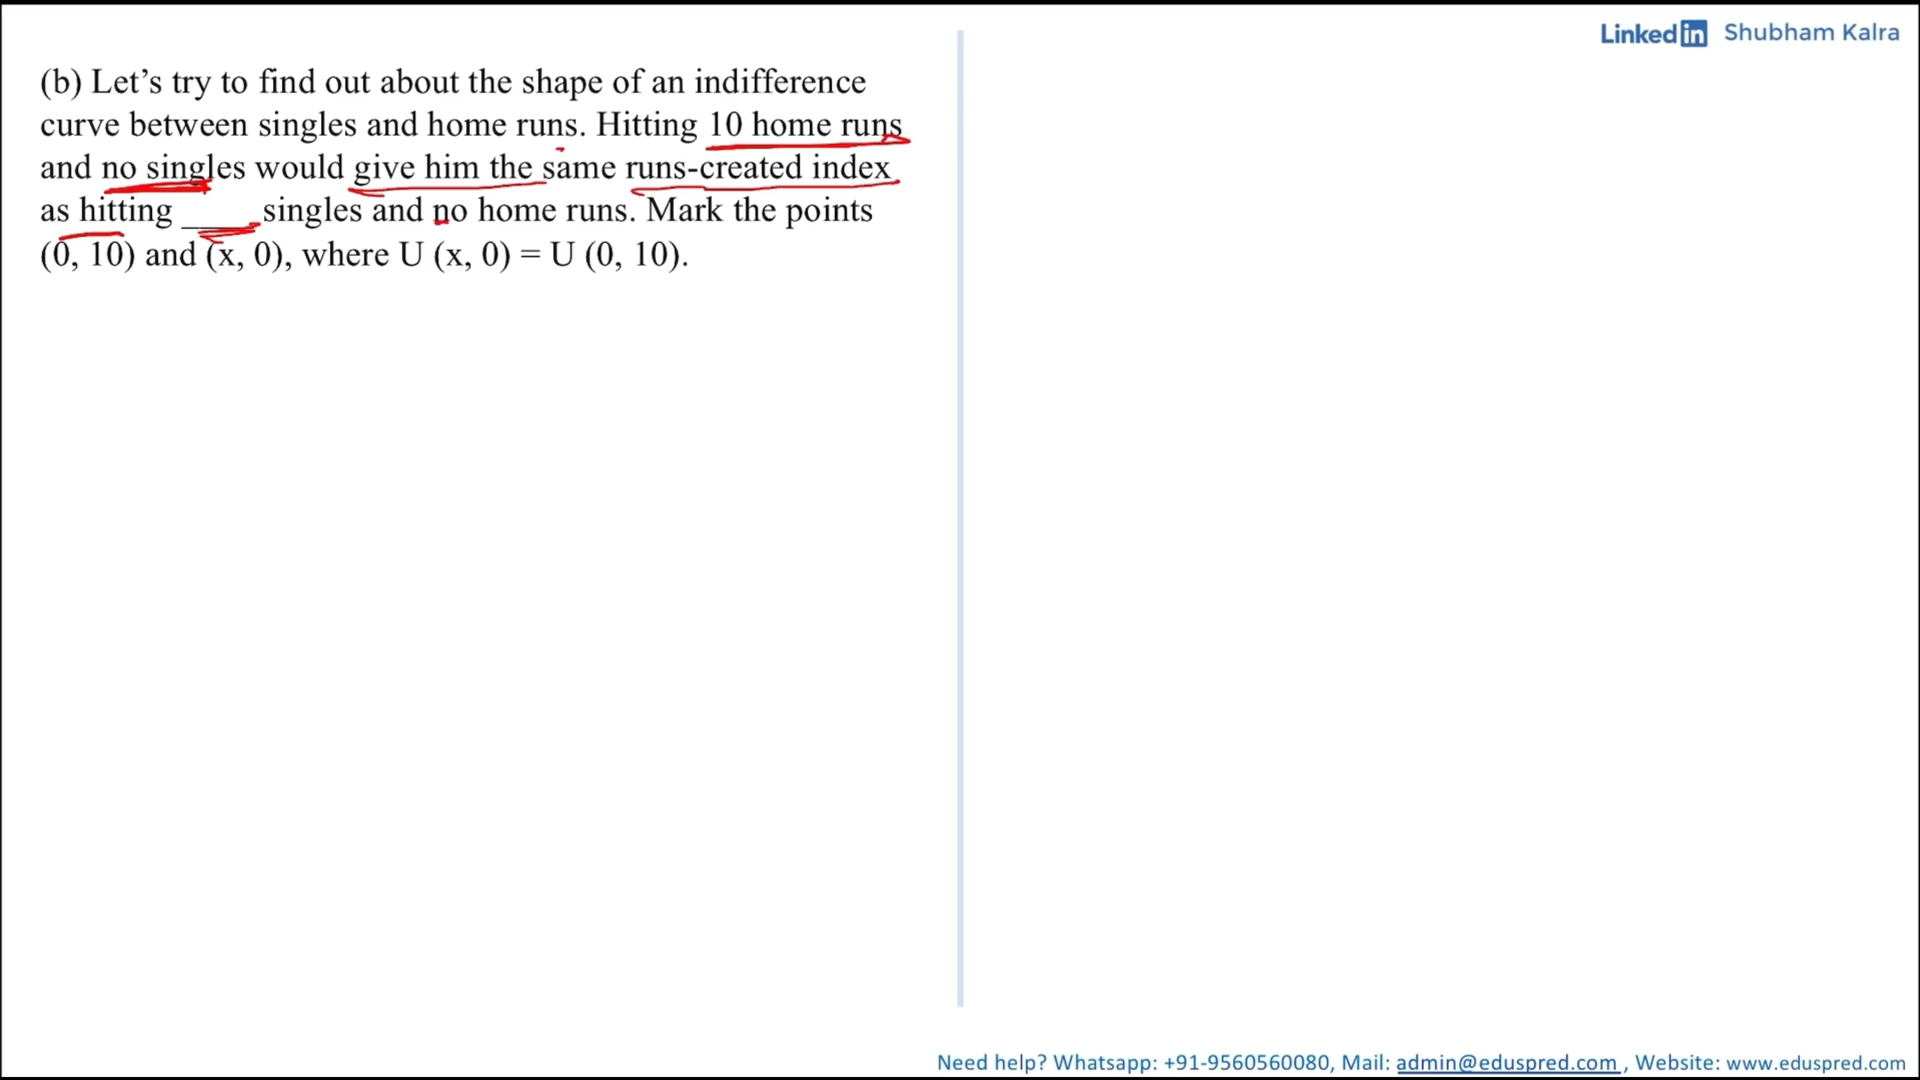 Linked in Shubham Kalra
(b) Let’s try to find out about the shape of an indifference
curve between singles and home runs. Hitting 10 home runs
and no singles would give him the same runs-created index
as hitting ____ singles and no home runs. Mark the points
(0, 10) and (x, 0), where U (x, 0) = U (0, 10).
Need help? Whatsapp: +91-9560560080, Mail: admin@eduspred.com , Website: www.eduspred.com